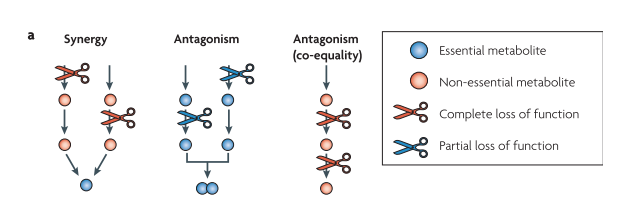 a
Synergy
Antagonism
Antagonism
(co-equality)
Essential metabolite
Non-essential metabolite
Complete loss of function
Partial loss of function